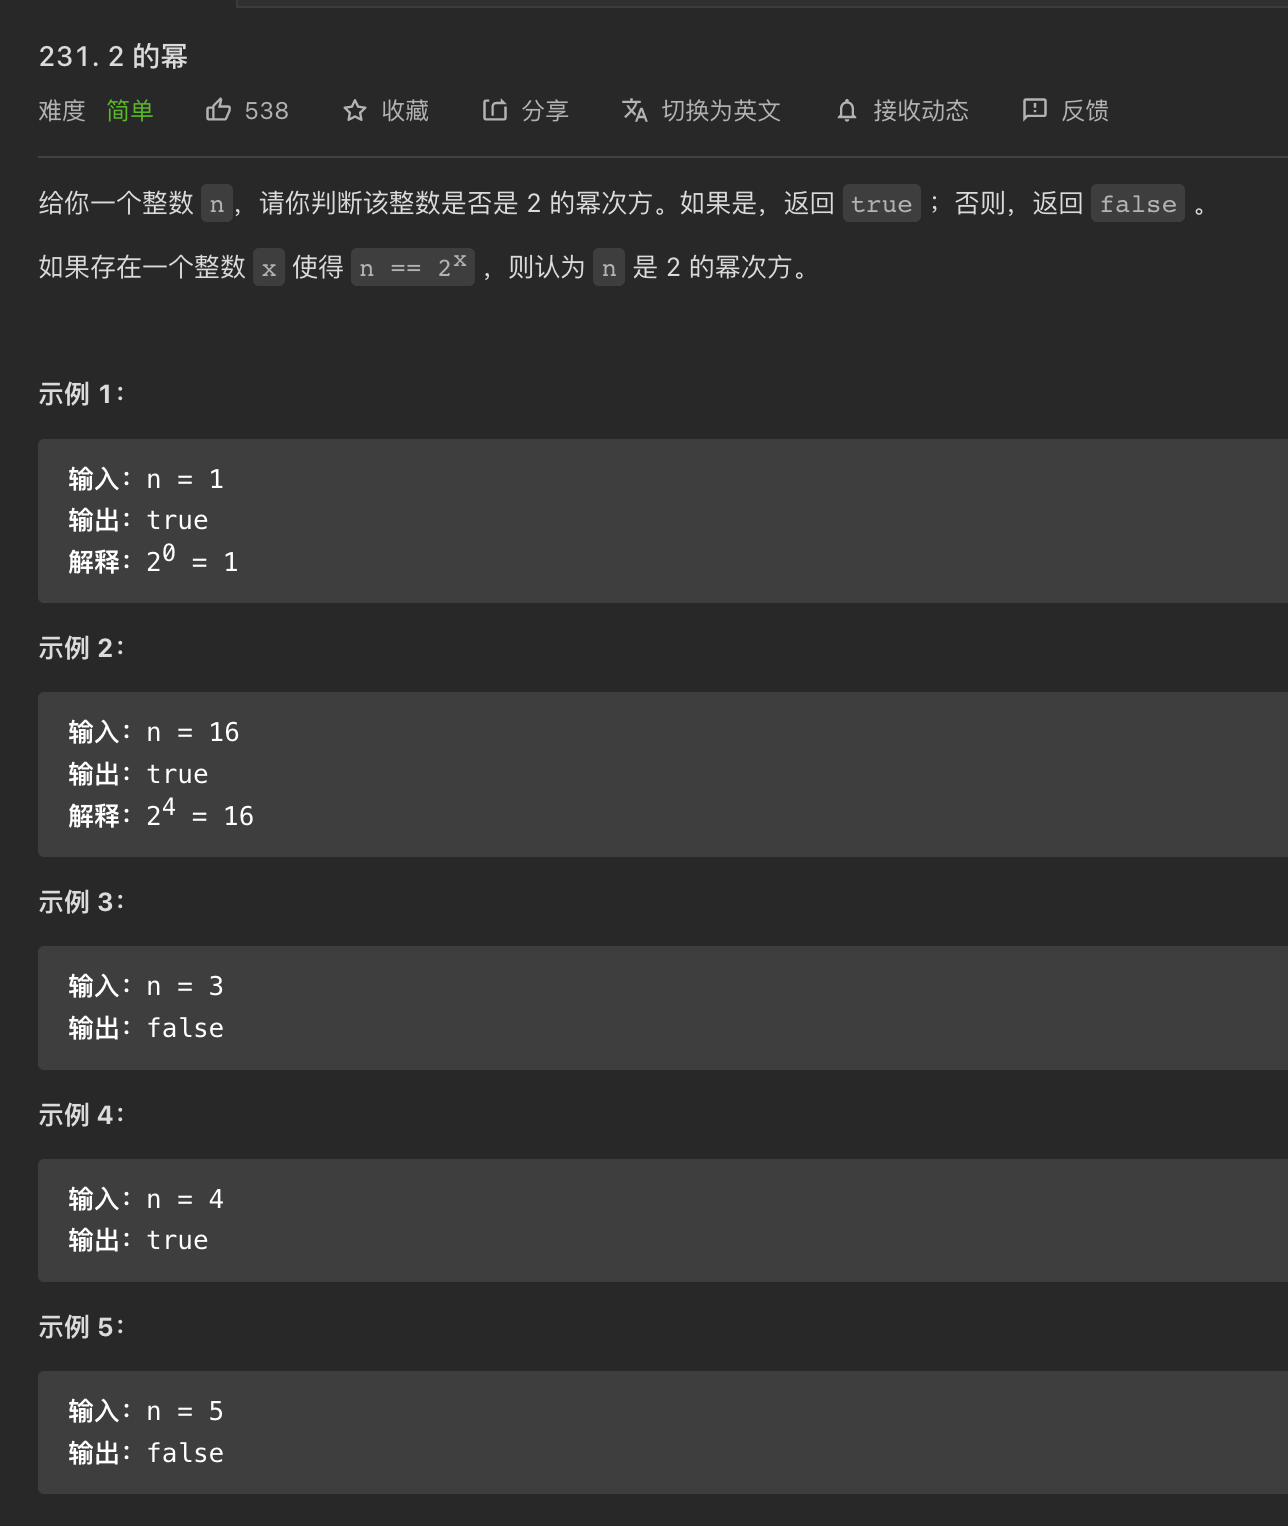 231. 2 的幂
难度 简单 538 收藏 分享 切换为英文 接收动态 反馈
给你一个整数 n，请你判断该整数是否是 2 的幂次方。如果是，返回 true ；否则，返回 false 。
如果存在一个整数 x 使得 n == 2ˣ ，则认为 n 是 2 的幂次方。
示例 1：
输入：n = 1
输出：true
解释：2⁰ = 1
示例 2：
输入：n = 16
输出：true
解释：2⁴ = 16
示例 3：
输入：n = 3
输出：false
示例 4：
输入：n = 4
输出：true
示例 5：
输入：n = 5
输出：false